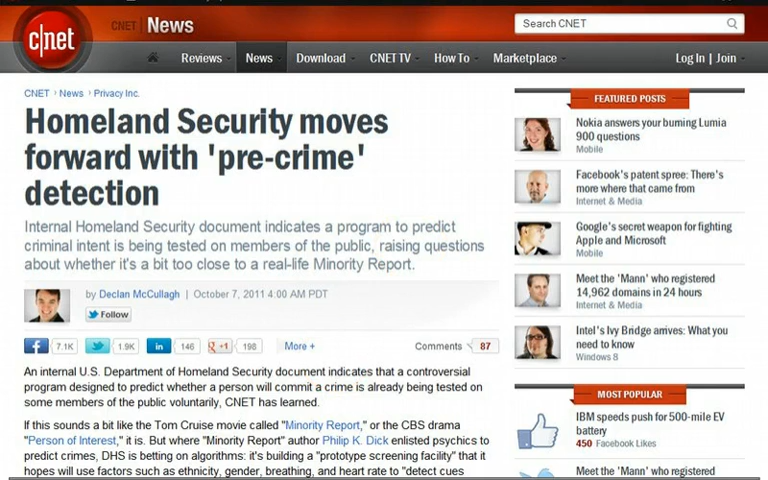 c|net
CNET News
Search CNET
Reviews News Download CNET TV How To Marketplace Log In | Join
CNET › News › Privacy Inc.
Homeland Security moves
forward with 'pre-crime'
detection
Internal Homeland Security document indicates a program to predict
criminal intent is being tested on members of the public, raising questions
about whether it's a bit too close to a real-life Minority Report.
by Declan McCullagh | October 7, 2011 4:00 AM PDT
Follow
f 7.1K 1.9K in 146 g +1 198 More + Comments 87
An internal U.S. Department of Homeland Security document indicates that a controversial
program designed to predict whether a person will commit a crime is already being tested on
some members of the public voluntarily, CNET has learned.
If this sounds a bit like the Tom Cruise movie called "Minority Report," or the CBS drama
"Person of Interest," it is. But where "Minority Report" author Philip K. Dick enlisted psychics to
predict crimes, DHS is betting on algorithms: it's building a "prototype screening facility" that it
hopes will use factors such as ethnicity, gender, breathing, and heart rate to "detect cues
FEATURED POSTS
Nokia answers your burning Lumia
900 questions
Mobile
Facebook's patent spree: There's
more where that came from
Internet & Media
Google's secret weapon for fighting
Apple and Microsoft
Mobile
Meet the 'Mann' who registered
14,962 domains in 24 hours
Internet & Media
Intel's Ivy Bridge arrives: What you
need to know
Windows 8
MOST POPULAR
IBM speeds push for 500-mile EV
battery
450 Facebook Likes
Meet the 'Mann' who registered